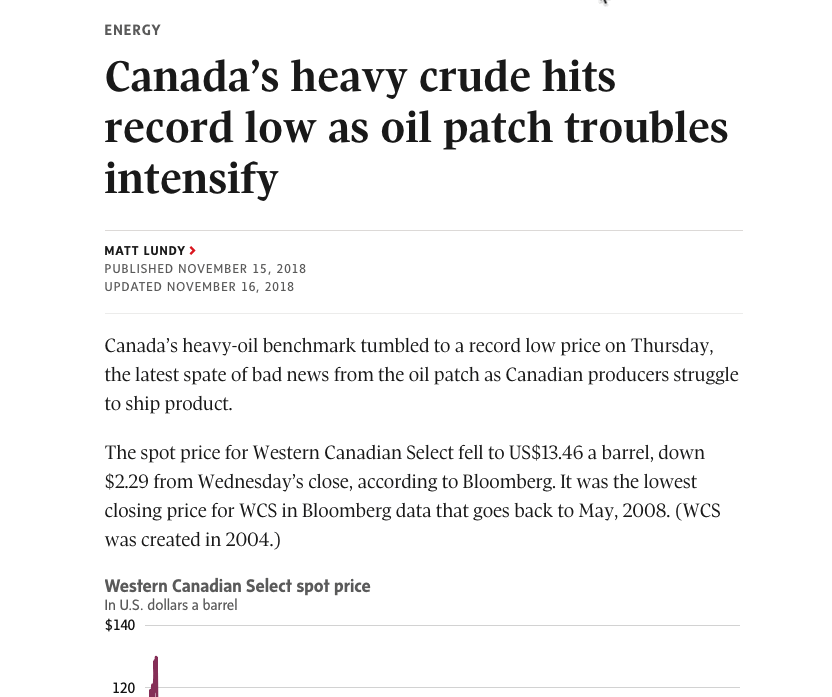 ENERGY
Canada’s heavy crude hits
record low as oil patch troubles
intensify
MATT LUNDY
PUBLISHED NOVEMBER 15, 2018
UPDATED NOVEMBER 16, 2018
Canada’s heavy-oil benchmark tumbled to a record low price on Thursday,
the latest spate of bad news from the oil patch as Canadian producers struggle
to ship product.
The spot price for Western Canadian Select fell to US$13.46 a barrel, down
$2.29 from Wednesday’s close, according to Bloomberg. It was the lowest
closing price for WCS in Bloomberg data that goes back to May, 2008. (WCS
was created in 2004.)
Western Canadian Select spot price
In U.S. dollars a barrel
$140
120